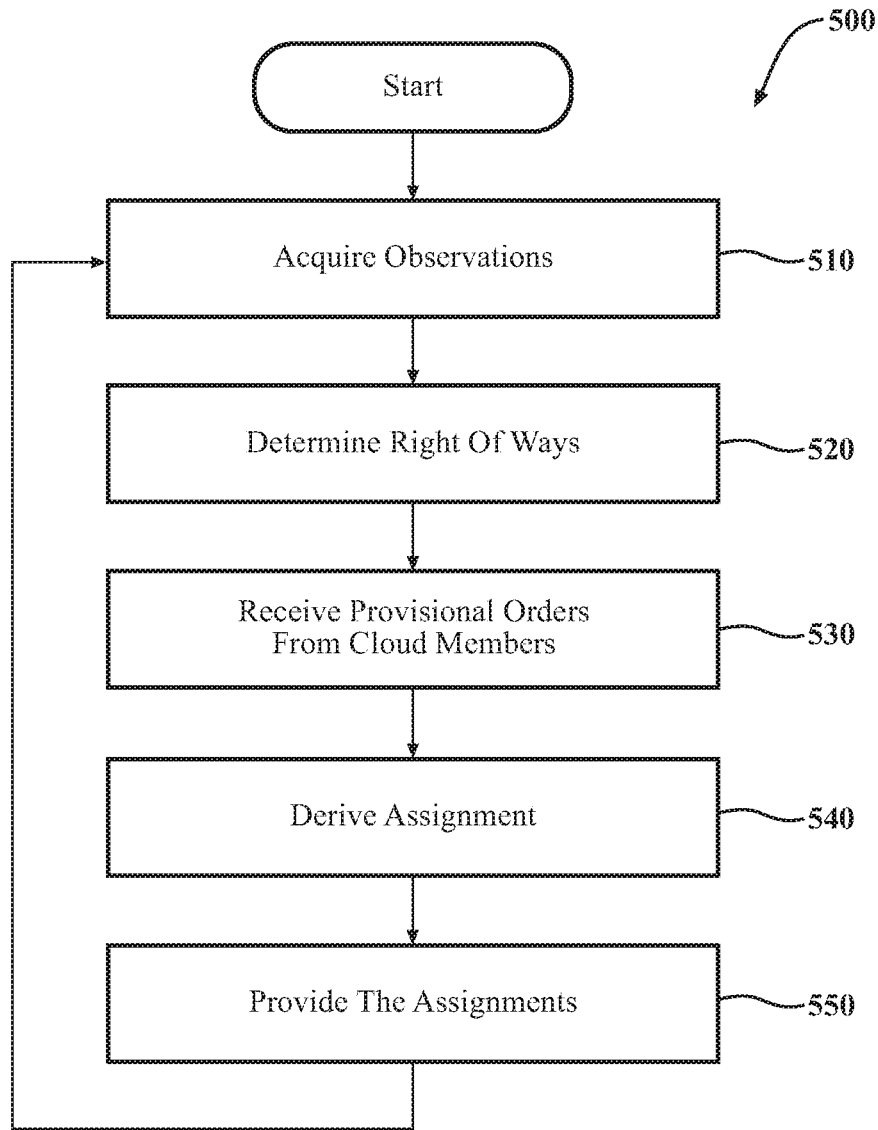 500
Start
Acquire Observations
510
Determine Right Of Ways
520
Receive Provisional Orders
From Cloud Members
530
Derive Assignment
540
Provide The Assignments
550